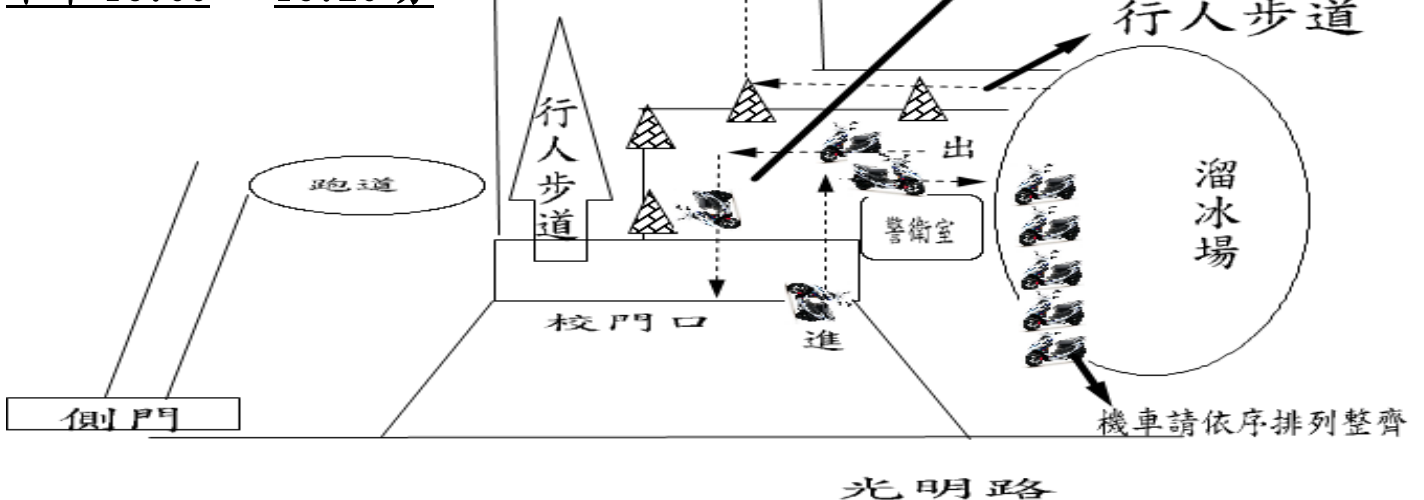 行人步道
行人步道
出
跑道
溜冰場
警衛室
校門口
進
側門
機車請依序排列整齊
光明路